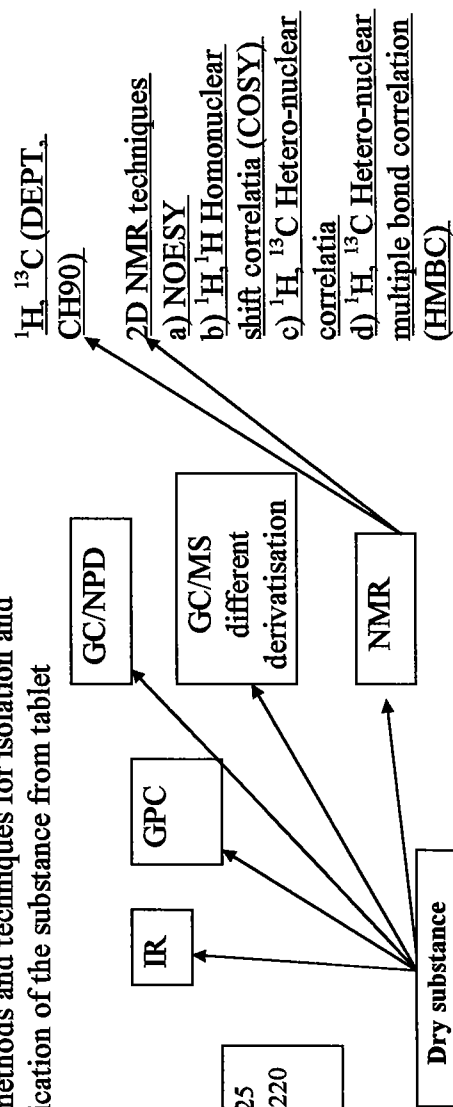 nethods and techniques for isolation and
ication of the substance from tablet
25
220
Dry substance
IR
GPC
GC/NPD
GC/MS
different
derivatisation
NMR
¹H, ¹³C (DEPT,
CH90)
2D NMR techniques
a) NOESY
b) ¹H,¹H Homonuclear
shift correlatia (COSY)
c) ¹H, ¹³C Hetero-nuclear
correlatia
d) ¹H, ¹³C Hetero-nuclear
multiple bond correlation
(HMBC)